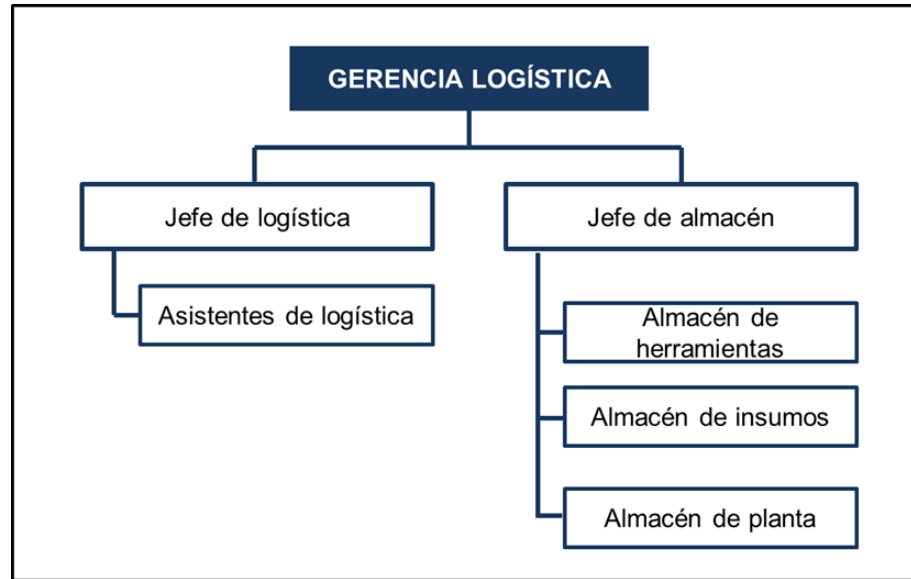 GERENCIA LOGÍSTICA
Jefe de logística
Asistentes de logística
Jefe de almacén
Almacén de
herramientas
Almacén de insumos
Almacén de planta